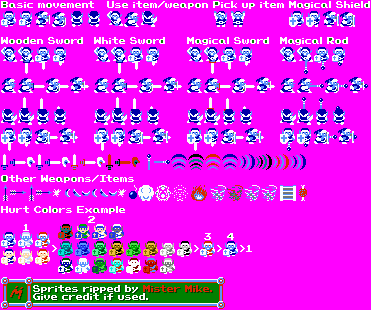 Basic movement Use item/weapon Pick up item Magical Shield
Wooden Sword White Sword Magical Sword Magical Rod
Other Weapons/Items
Hurt Colors Example
2
1
3 4
> > > >1
Sprites ripped by Mister Mike.
Give credit if used.